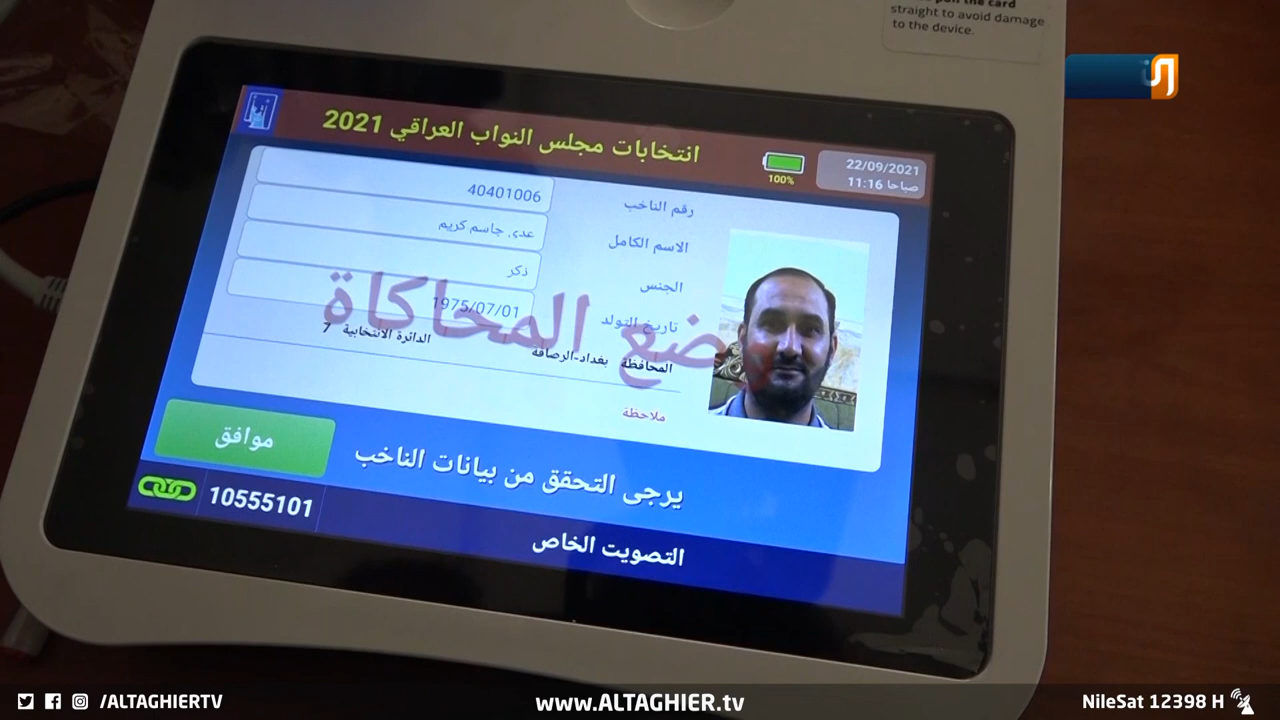 pull the card
straight to avoid damage
to the device.
انتخابات مجلس النواب العراقي 2021
100%
22/09/2021
11:16 صباحا
رقم الناخب 40401006
الاسم الكامل عدي جاسم كريم
الجنس ذكر
تاريخ التولد 1975/07/01
وضع المحاكاة
المحافظة بغداد-الرصافة الدائرة الانتخابية 7
ملاحظة
يرجى التحقق من بيانات الناخب
موافق
10555101
التصويت الخاص
/ALTAGHIERTV
www.ALTAGHIER.tv
NileSat 12398 H